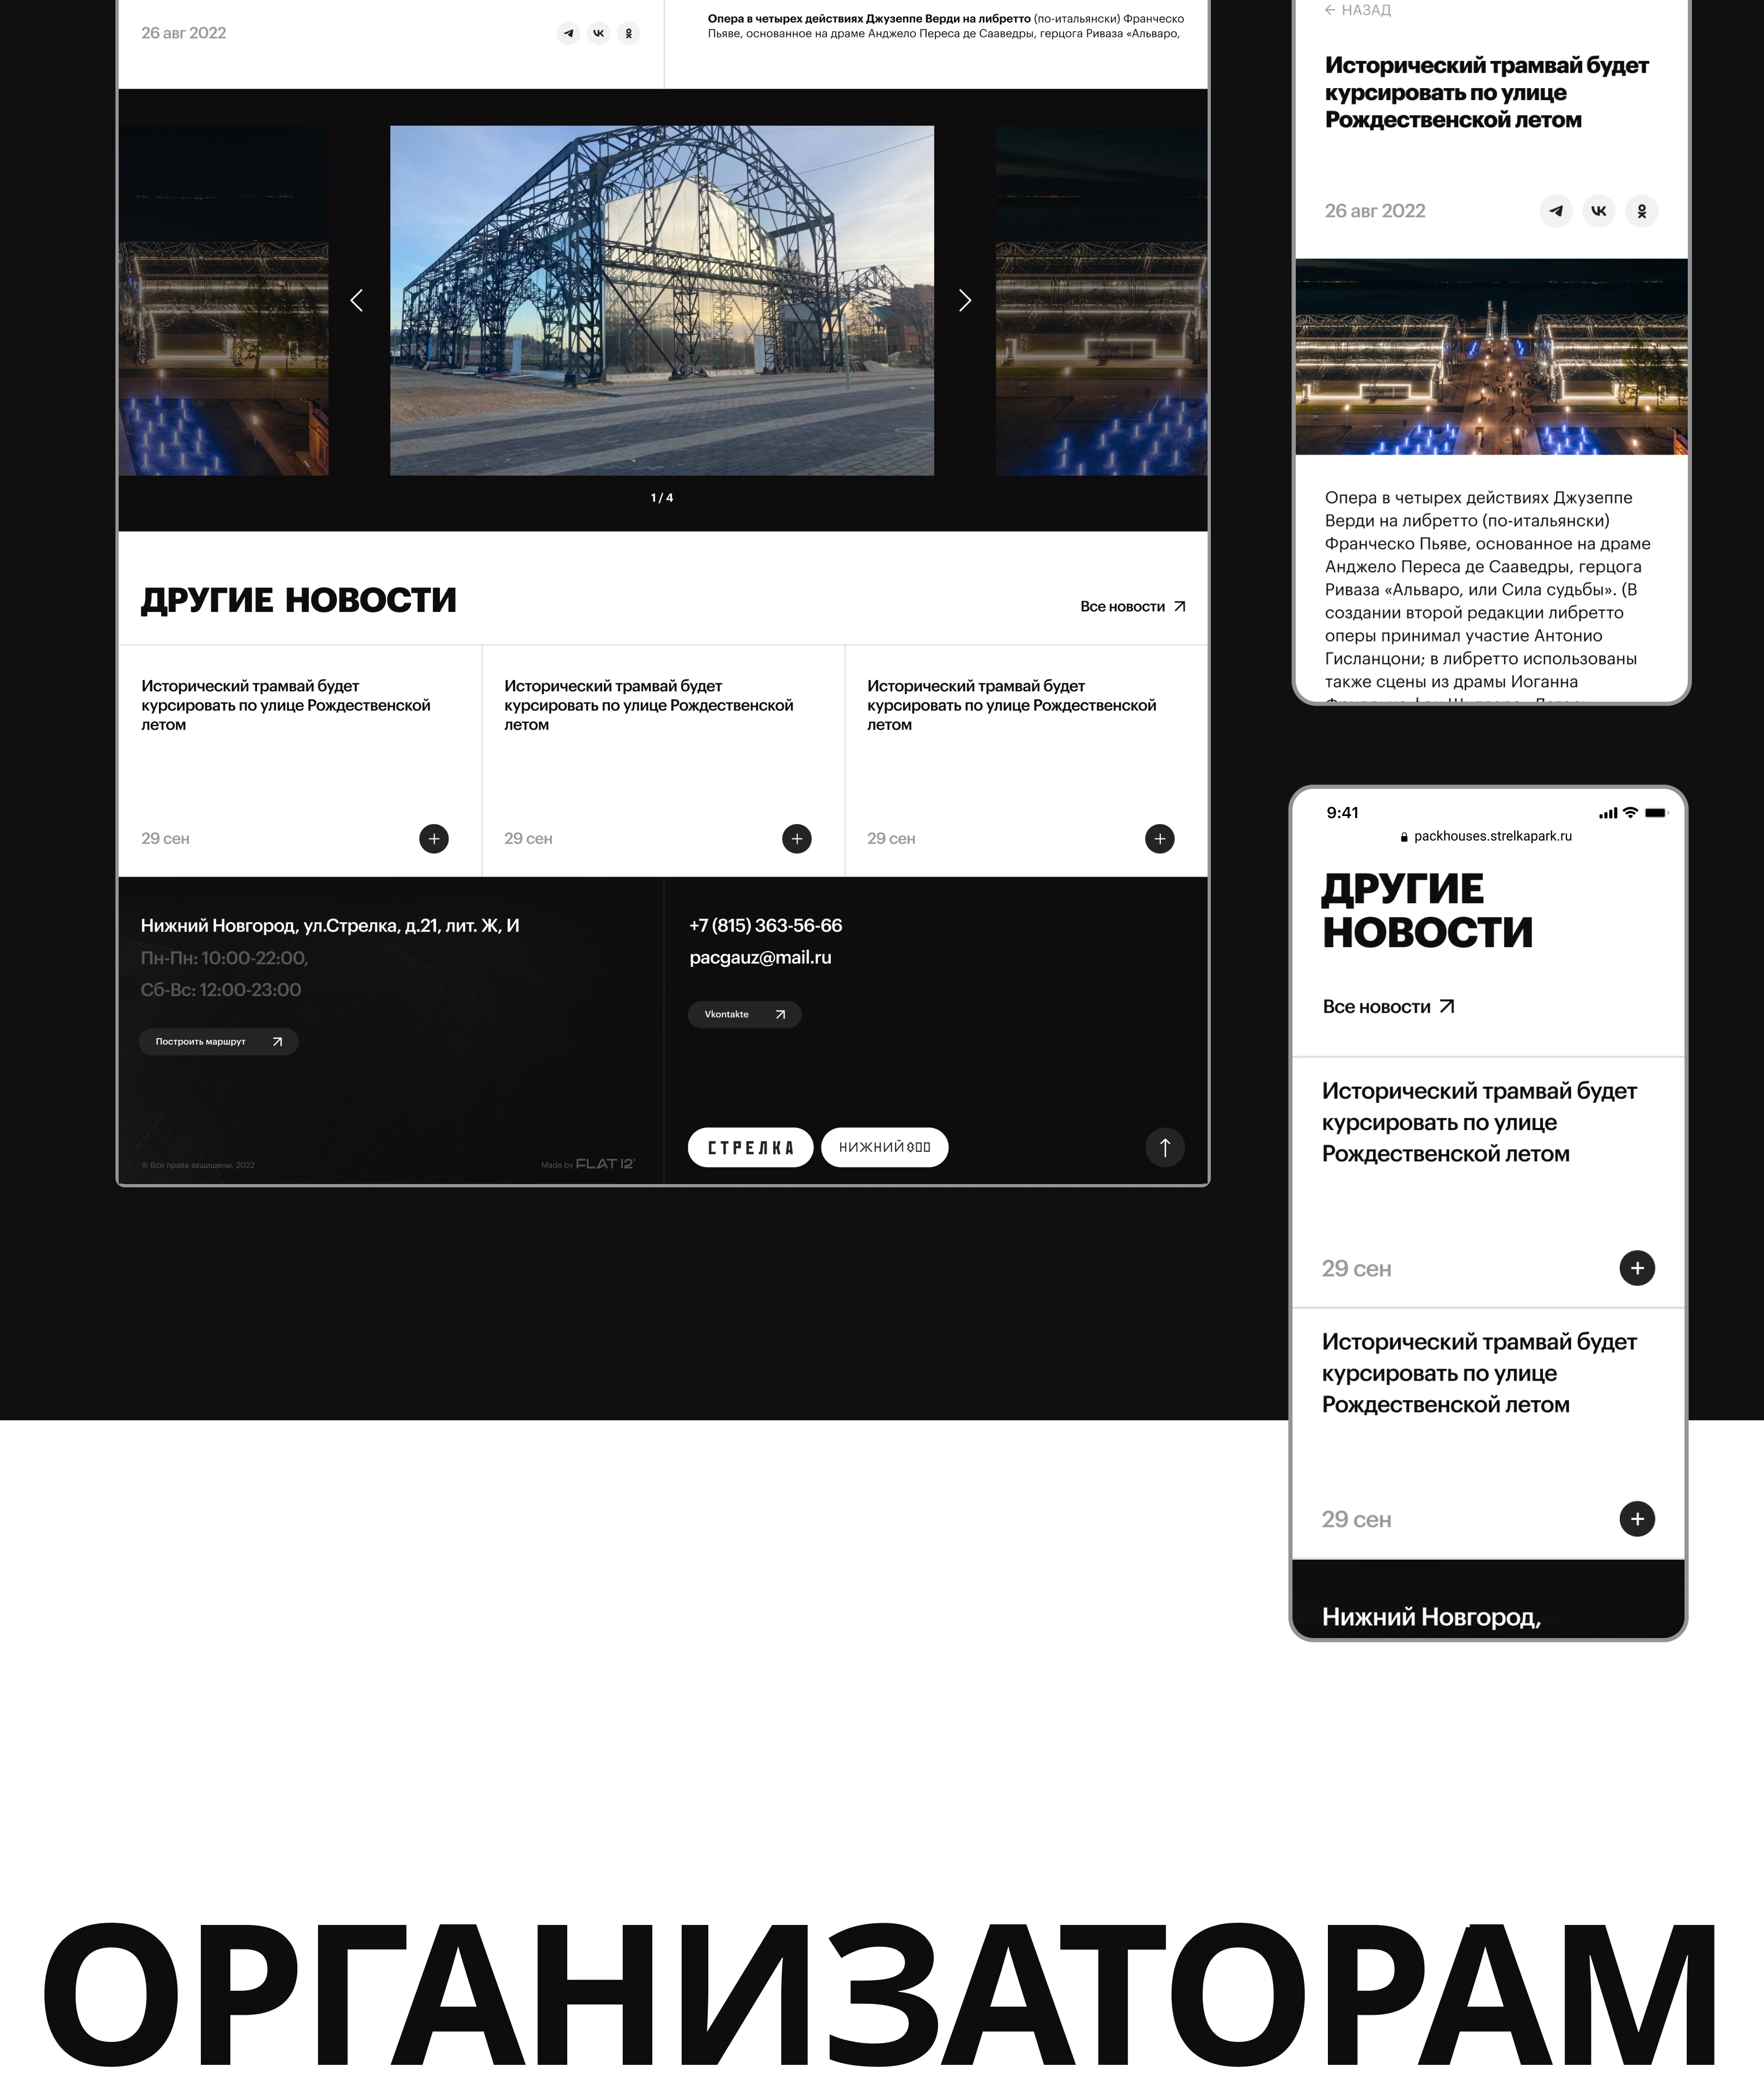 26 авг 2022
Опера в четырех действиях Джузеппе Верди на либретто (по-итальянски) Франческо
Пьяве, основанное на драме Анджело Переса де Сааведры, герцога Риваза «Альваро,
1 / 4
ДРУГИЕ НОВОСТИ
Все новости
Исторический трамвай будет
курсировать по улице Рождественской
летом
29 сен
Исторический трамвай будет
курсировать по улице Рождественской
летом
29 сен
Исторический трамвай будет
курсировать по улице Рождественской
летом
29 сен
Нижний Новгород, ул.Стрелка, д.21, лит. Ж, И
Пн-Пн: 10:00-22:00,
Сб-Вс: 12:00-23:00
Построить маршрут
© Все права защищены, 2022
Made by FLAT12®
+7 (815) 363-56-66
pacgauz@mail.ru
Vkontakte
СТРЕЛКА
НИЖНИЙ 800
НАЗАД
Исторический трамвай будет
курсировать по улице
Рождественской летом
26 авг 2022
Опера в четырех действиях Джузеппе
Верди на либретто (по-итальянски)
Франческо Пьяве, основанное на драме
Анджело Переса де Сааведры, герцога
Риваза «Альваро, или Сила судьбы». (В
создании второй редакции либретто
оперы принимал участие Антонио
Гисланцони; в либретто использованы
также сцены из драмы Иоганна
9:41
packhouses.strelkapark.ru
ДРУГИЕ
НОВОСТИ
Все новости
Исторический трамвай будет
курсировать по улице
Рождественской летом
29 сен
Исторический трамвай будет
курсировать по улице
Рождественской летом
29 сен
Нижний Новгород,
ОРГАНИЗАТОРАМ